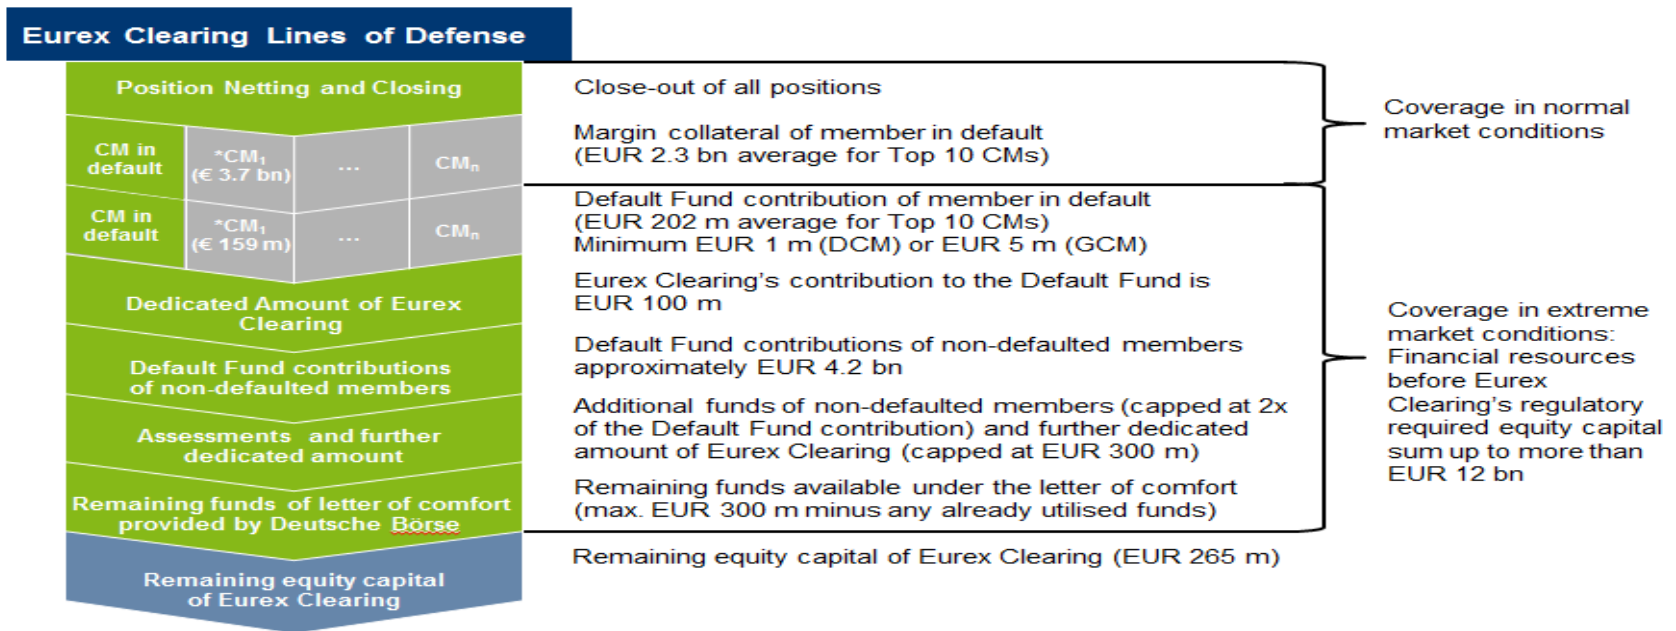 Eurex Clearing Lines of Defense
Position Netting and Closing
Close-out of all positions
CM in
default
*CM₁
(€ 3.7 bn)
...
CMₙ
Margin collateral of member in default
(EUR 2.3 bn average for Top 10 CMs)
Coverage in normal
market conditions
CM in
default
*CM₁
(€ 159 m)
...
CMₙ
Default Fund contribution of member in default
(EUR 202 m average for Top 10 CMs)
Minimum EUR 1 m (DCM) or EUR 5 m (GCM)
Dedicated Amount of Eurex
Clearing
Eurex Clearing’s contribution to the Default Fund is
EUR 100 m
Default Fund contributions
of non-defaulted members
Default Fund contributions of non-defaulted members
approximately EUR 4.2 bn
Assessments and further
dedicated amount
Additional funds of non-defaulted members (capped at 2x
of the Default Fund contribution) and further dedicated
amount of Eurex Clearing (capped at EUR 300 m)
Remaining funds of letter of comfort
provided by Deutsche Börse
Remaining funds available under the letter of comfort
(max. EUR 300 m minus any already utilised funds)
Coverage in extreme
market conditions:
Financial resources
before Eurex
Clearing’s regulatory
required equity capital
sum up to more than
EUR 12 bn
Remaining equity capital
of Eurex Clearing
Remaining equity capital of Eurex Clearing (EUR 265 m)